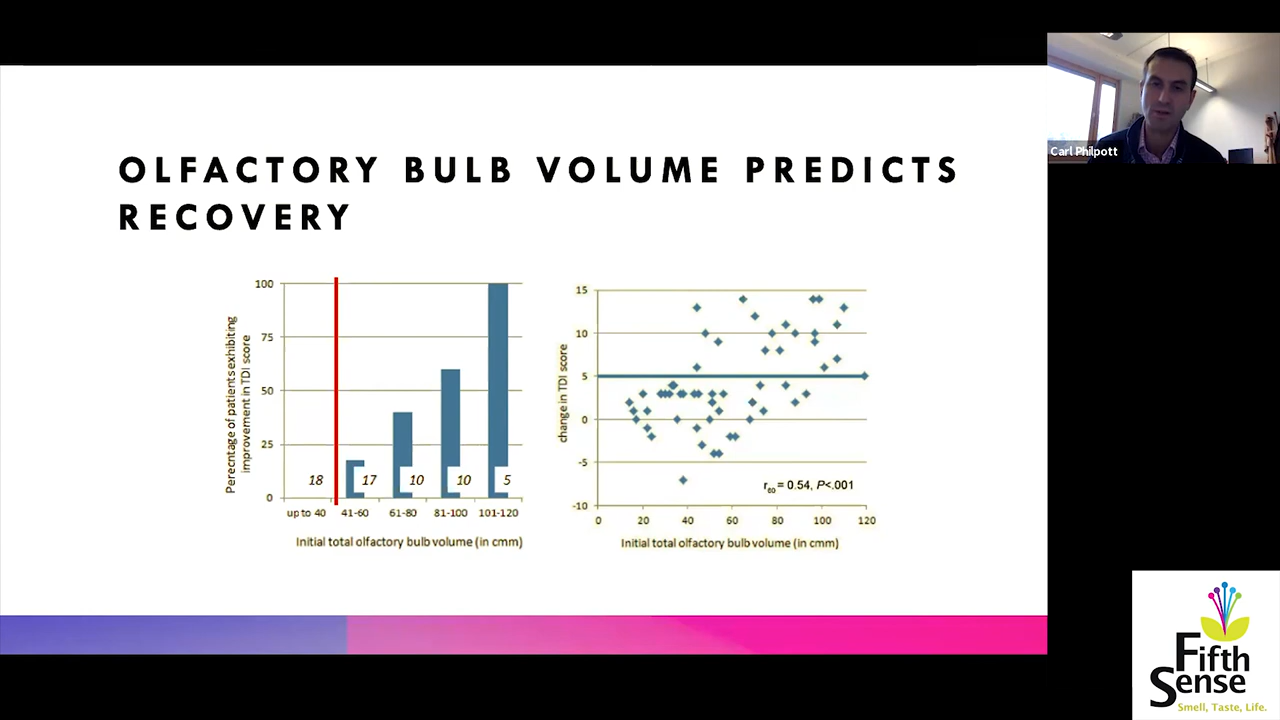 OLFACTORY BULB VOLUME PREDICTS
RECOVERY
Carl Philpott
Perecntage of patients exhibiting
improvement in TDI score
100
75
50
25
0
18
17
10
10
5
up to 40
41-60
61-80
81-100
101-120
Initial total olfactory bulb volume (in cmm)
change in TDI score
15
10
5
0
-5
-10
r60 = 0.54, P<.001
0
20
40
60
80
100
120
Initial total olfactory bulb volume (in cmm)
Fifth
Sense
Smell, Taste, Life.